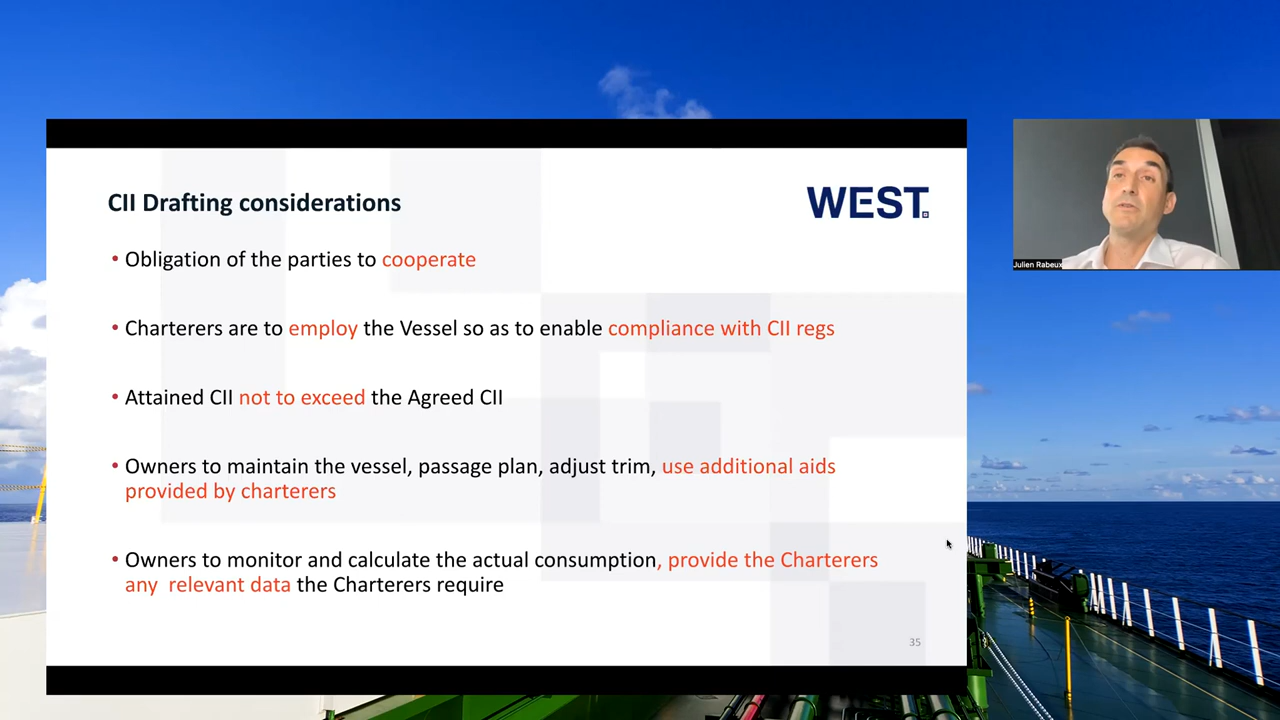 CII Drafting considerations
WEST.
• Obligation of the parties to cooperate
• Charterers are to employ the Vessel so as to enable compliance with CII regs
• Attained CII not to exceed the Agreed CII
• Owners to maintain the vessel, passage plan, adjust trim, use additional aids
provided by charterers
• Owners to monitor and calculate the actual consumption, provide the Charterers
any  relevant data the Charterers require
35
Julien Rabeux